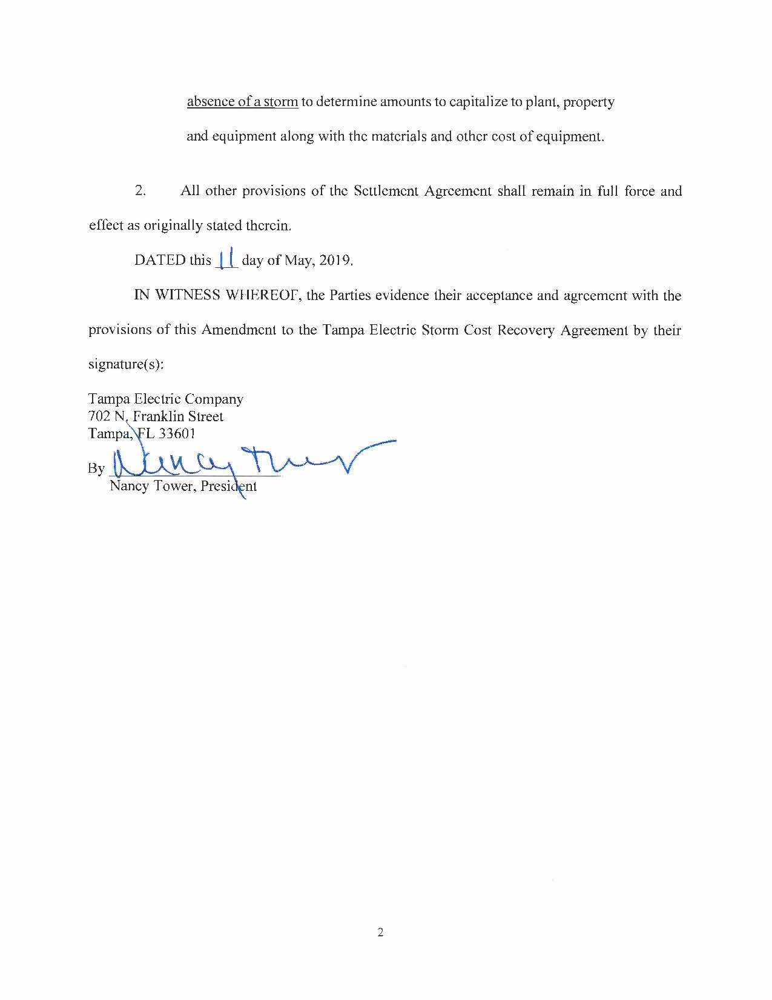 absence of a storm to determine amounts to capitalize to plant, property
and equipment along with the materials and other cost of equipment.
2. All other provisions of the Settlement Agreement shall remain in full force and
effect as originally stated therein.
DATED this 11 day of May, 2019.
IN WITNESS WHEREOF, the Parties evidence their acceptance and agreement with the
provisions of this Amendment to the Tampa Electric Storm Cost Recovery Agreement by their
signature(s):
Tampa Electric Company
702 N. Franklin Street
Tampa, FL 33601
By Nancy Tower
Nancy Tower, President
2